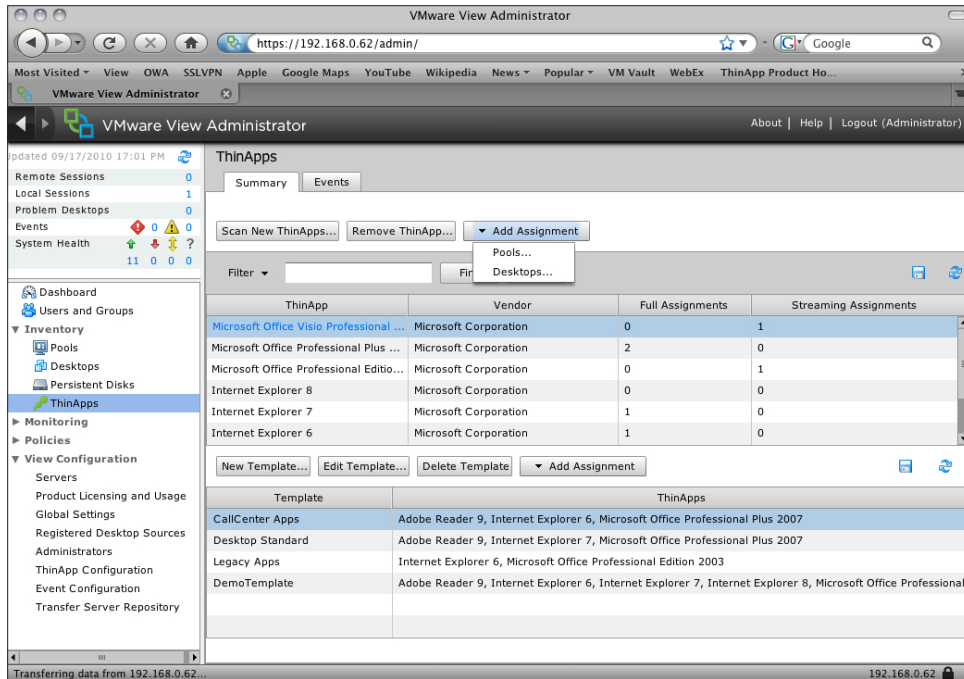 VMware View Administrator
https://192.168.0.62/admin/
Google
Most Visited View OWA SSLVPN Apple Google Maps YouTube Wikipedia News Popular VM Vault WebEx ThinApp Product Ho...
VMware View Administrator
VMware View Administrator
About | Help | Logout (Administrator)
Updated 09/17/2010 17:01 PM
Remote Sessions 0
Local Sessions 1
Problem Desktops 0
Events 0 0
System Health ?
11 0 0 0
Dashboard
Users and Groups
Inventory
Pools
Desktops
Persistent Disks
ThinApps
Monitoring
Policies
View Configuration
Servers
Product Licensing and Usage
Global Settings
Registered Desktop Sources
Administrators
ThinApp Configuration
Event Configuration
Transfer Server Repository
ThinApps
Summary Events
Scan New ThinApps... Remove ThinApp... Add Assignment
Pools...
Desktops...
Filter Fin
ThinApp Vendor Full Assignments Streaming Assignments
Microsoft Office Visio Professional ... Microsoft Corporation 0 1
Microsoft Office Professional Plus ... Microsoft Corporation 2 0
Microsoft Office Professional Editio... Microsoft Corporation 0 1
Internet Explorer 8 Microsoft Corporation 0 0
Internet Explorer 7 Microsoft Corporation 1 0
Internet Explorer 6 Microsoft Corporation 1 0
New Template... Edit Template... Delete Template Add Assignment
Template ThinApps
CallCenter Apps Adobe Reader 9, Internet Explorer 6, Microsoft Office Professional Plus 2007
Desktop Standard Adobe Reader 9, Internet Explorer 7, Microsoft Office Professional Plus 2007
Legacy Apps Internet Explorer 6, Microsoft Office Professional Edition 2003
DemoTemplate Adobe Reader 9, Internet Explorer 6, Internet Explorer 7, Internet Explorer 8, Microsoft Office Professional
Transferring data from 192.168.0.62...
192.168.0.62